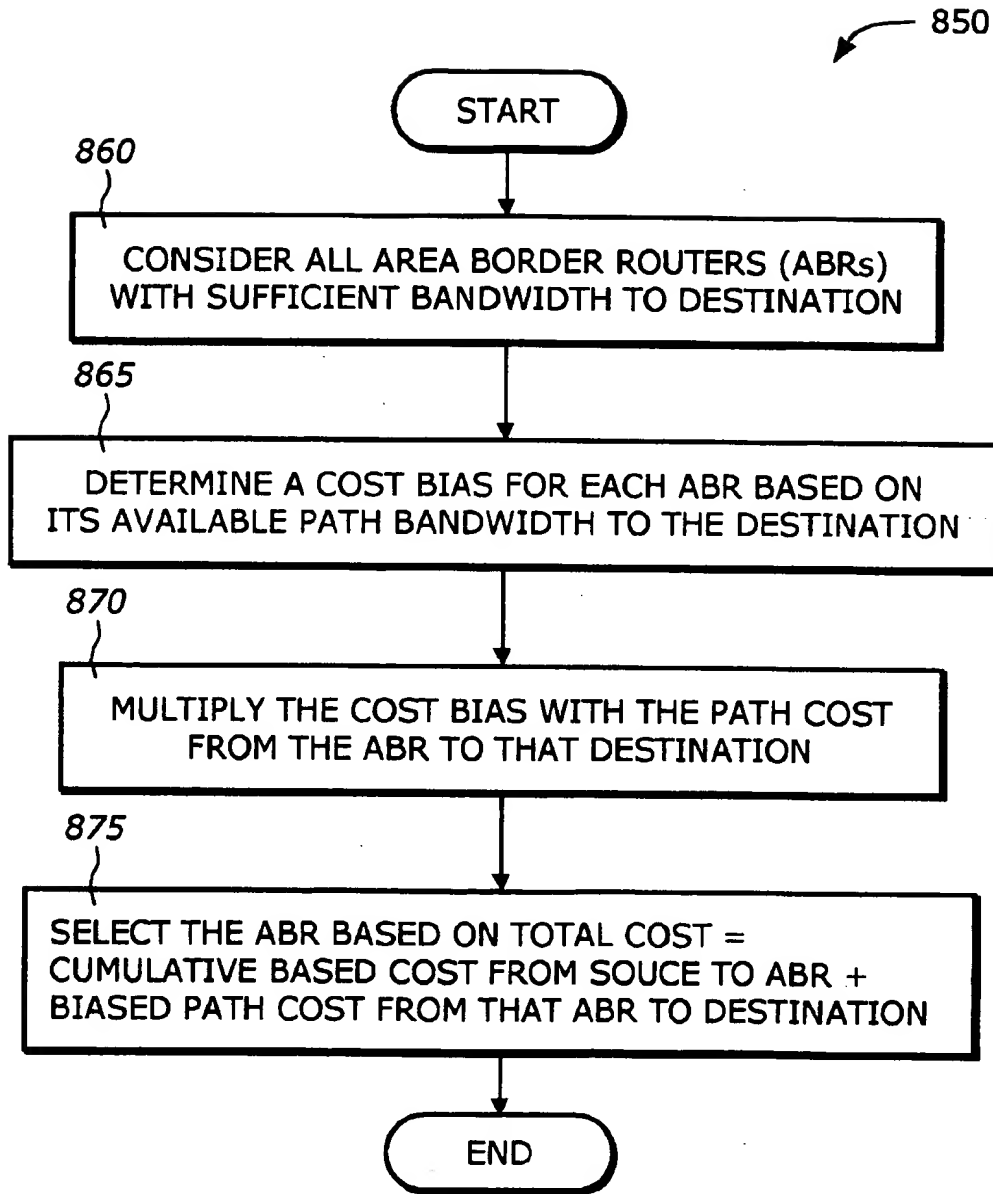 850
START
860
CONSIDER ALL AREA BORDER ROUTERS (ABRs)
WITH SUFFICIENT BANDWIDTH TO DESTINATION
865
DETERMINE A COST BIAS FOR EACH ABR BASED ON
ITS AVAILABLE PATH BANDWIDTH TO THE DESTINATION
870
MULTIPLY THE COST BIAS WITH THE PATH COST
FROM THE ABR TO THAT DESTINATION
875
SELECT THE ABR BASED ON TOTAL COST =
CUMULATIVE BASED COST FROM SOUCE TO ABR +
BIASED PATH COST FROM THAT ABR TO DESTINATION
END